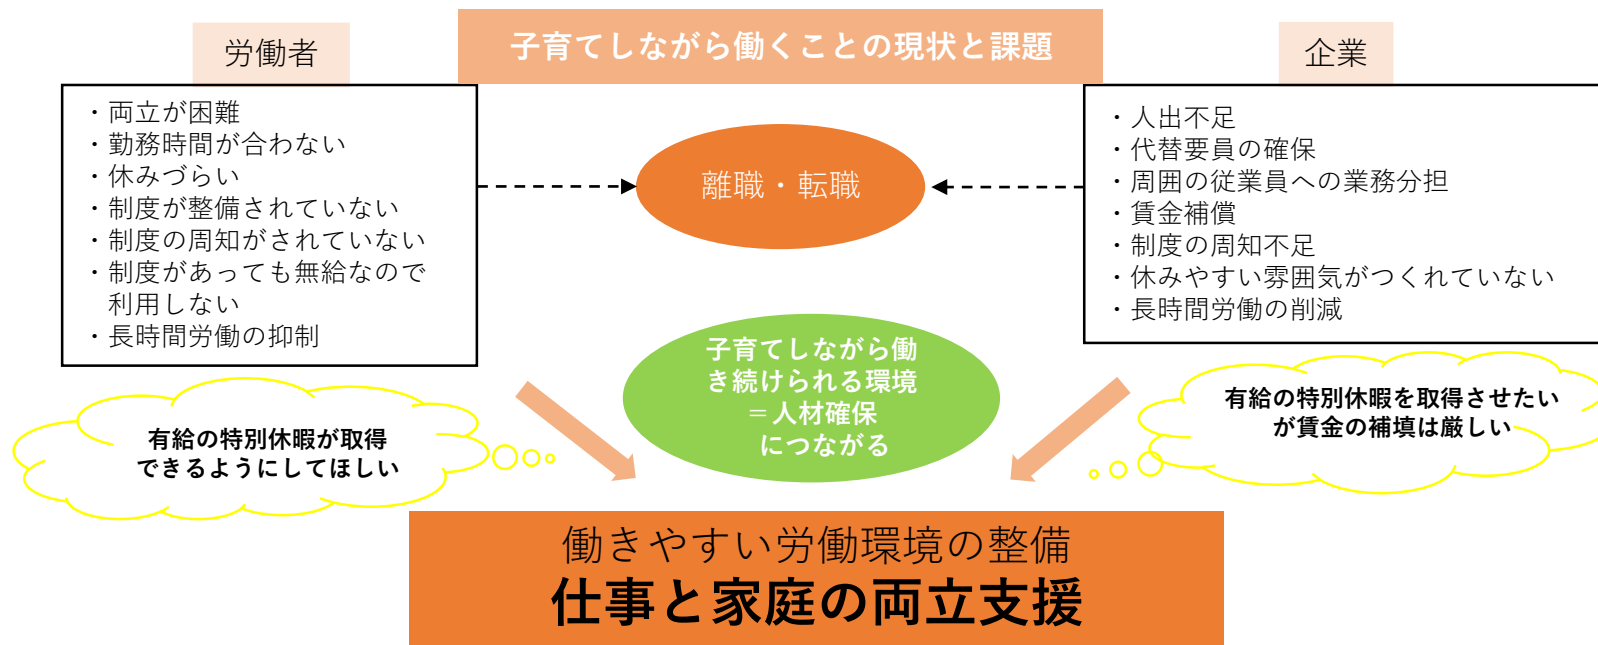 子育てしながら働くことの現状と課題
労働者
・両立が困難
・勤務時間が合わない
・休みづらい
・制度が整備されていない
・制度の周知がされていない
・制度があっても無給なので
利用しない
・長時間労働の抑制
離職・転職
企業
・人出不足
・代替要員の確保
・周囲の従業員への業務分担
・賃金補償
・制度の周知不足
・休みやすい雰囲気がつくれていない
・長時間労働の削減
有給の特別休暇が取得
できるようにしてほしい
子育てしながら働
き続けられる環境
＝人材確保
につながる
有給の特別休暇を取得させたい
が賃金の補填は厳しい
働きやすい労働環境の整備
仕事と家庭の両立支援